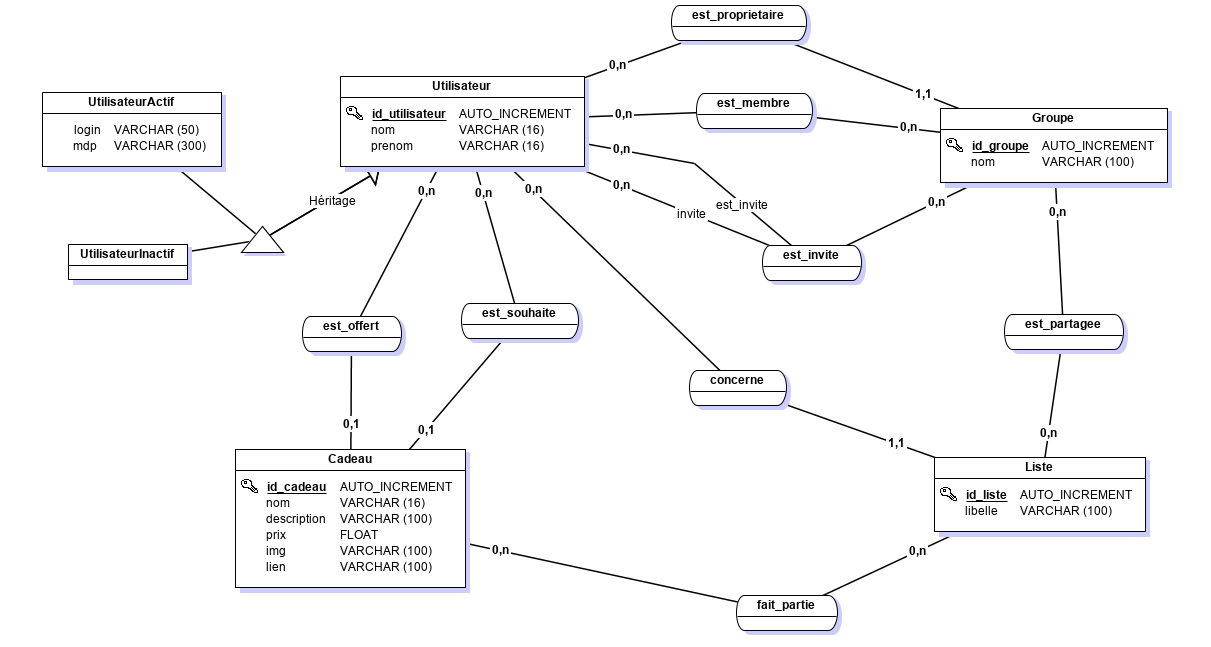 est_proprietaire
0,n
1,1
Utilisateur
id_utilisateur AUTO_INCREMENT
nom VARCHAR (16)
prenom VARCHAR (16)
UtilisateurActif
login VARCHAR (50)
mdp VARCHAR (300)
0,n
est_membre
0,n
Groupe
id_groupe AUTO_INCREMENT
nom VARCHAR (100)
0,n
0,n
est_invite
invite
0,n
est_invite
Héritage
UtilisateurInactif
0,n
0,n
0,n
0,n
est_offert
est_souhaite
est_partagee
concerne
0,1
0,1
1,1
0,n
Cadeau
id_cadeau AUTO_INCREMENT
nom VARCHAR (16)
description VARCHAR (100)
prix FLOAT
img VARCHAR (100)
lien VARCHAR (100)
Liste
id_liste AUTO_INCREMENT
libelle VARCHAR (100)
0,n
0,n
fait_partie